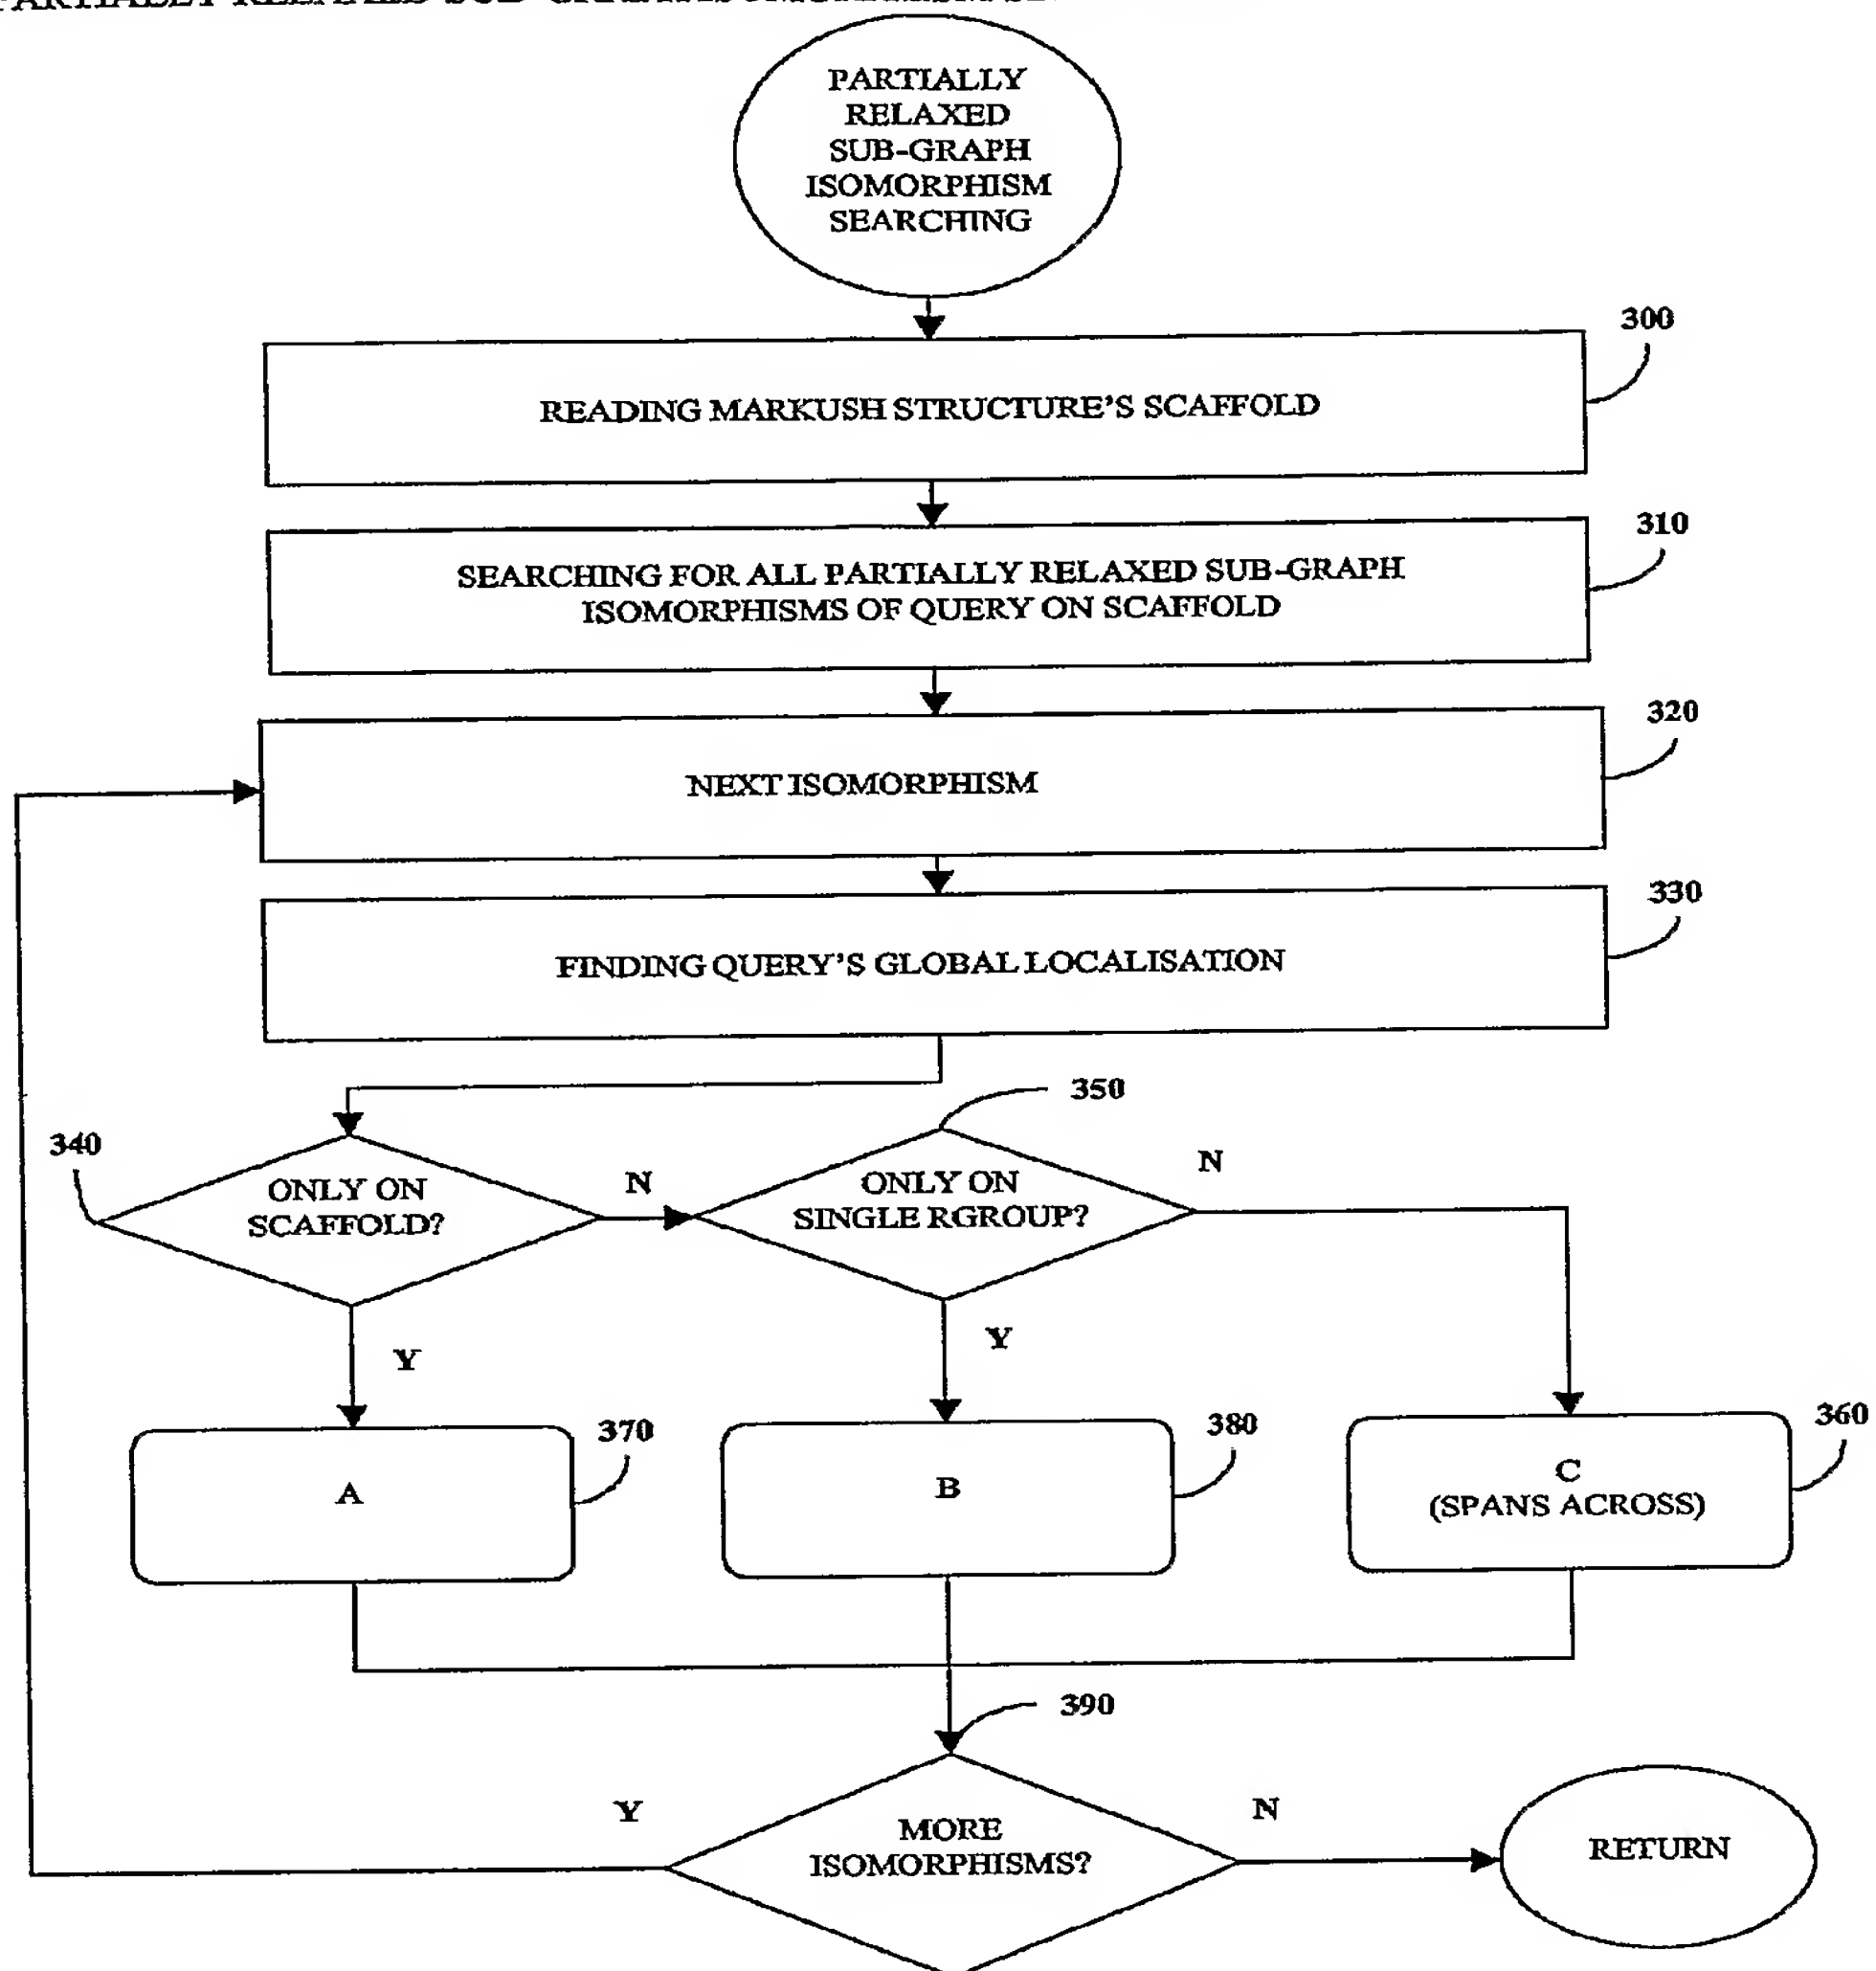 PARTIALLY
RELAXED
SUB-GRAPH
ISOMORPHISM
SEARCHING
300
READING MARKUSH STRUCTURE'S SCAFFOLD
310
SEARCHING FOR ALL PARTIALLY RELAXED SUB-GRAPH
ISOMORPHISMS OF QUERY ON SCAFFOLD
320
NEXT ISOMORPHISM
330
FINDING QUERY'S GLOBAL LOCALISATION
340
ONLY ON
SCAFFOLD?
N
350
ONLY ON
SINGLE RGROUP?
N
Y
Y
A
370
B
380
C
(SPANS ACROSS)
360
390
Y
MORE
ISOMORPHISMS?
N
RETURN